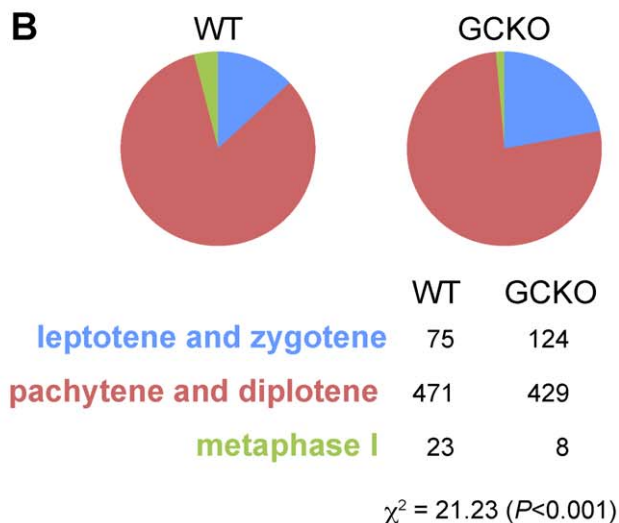 B
WT GCKO
WT GCKO
leptotene and zygotene 75 124
pachytene and diplotene 471 429
metaphase I 23 8
χ² = 21.23 (P<0.001)